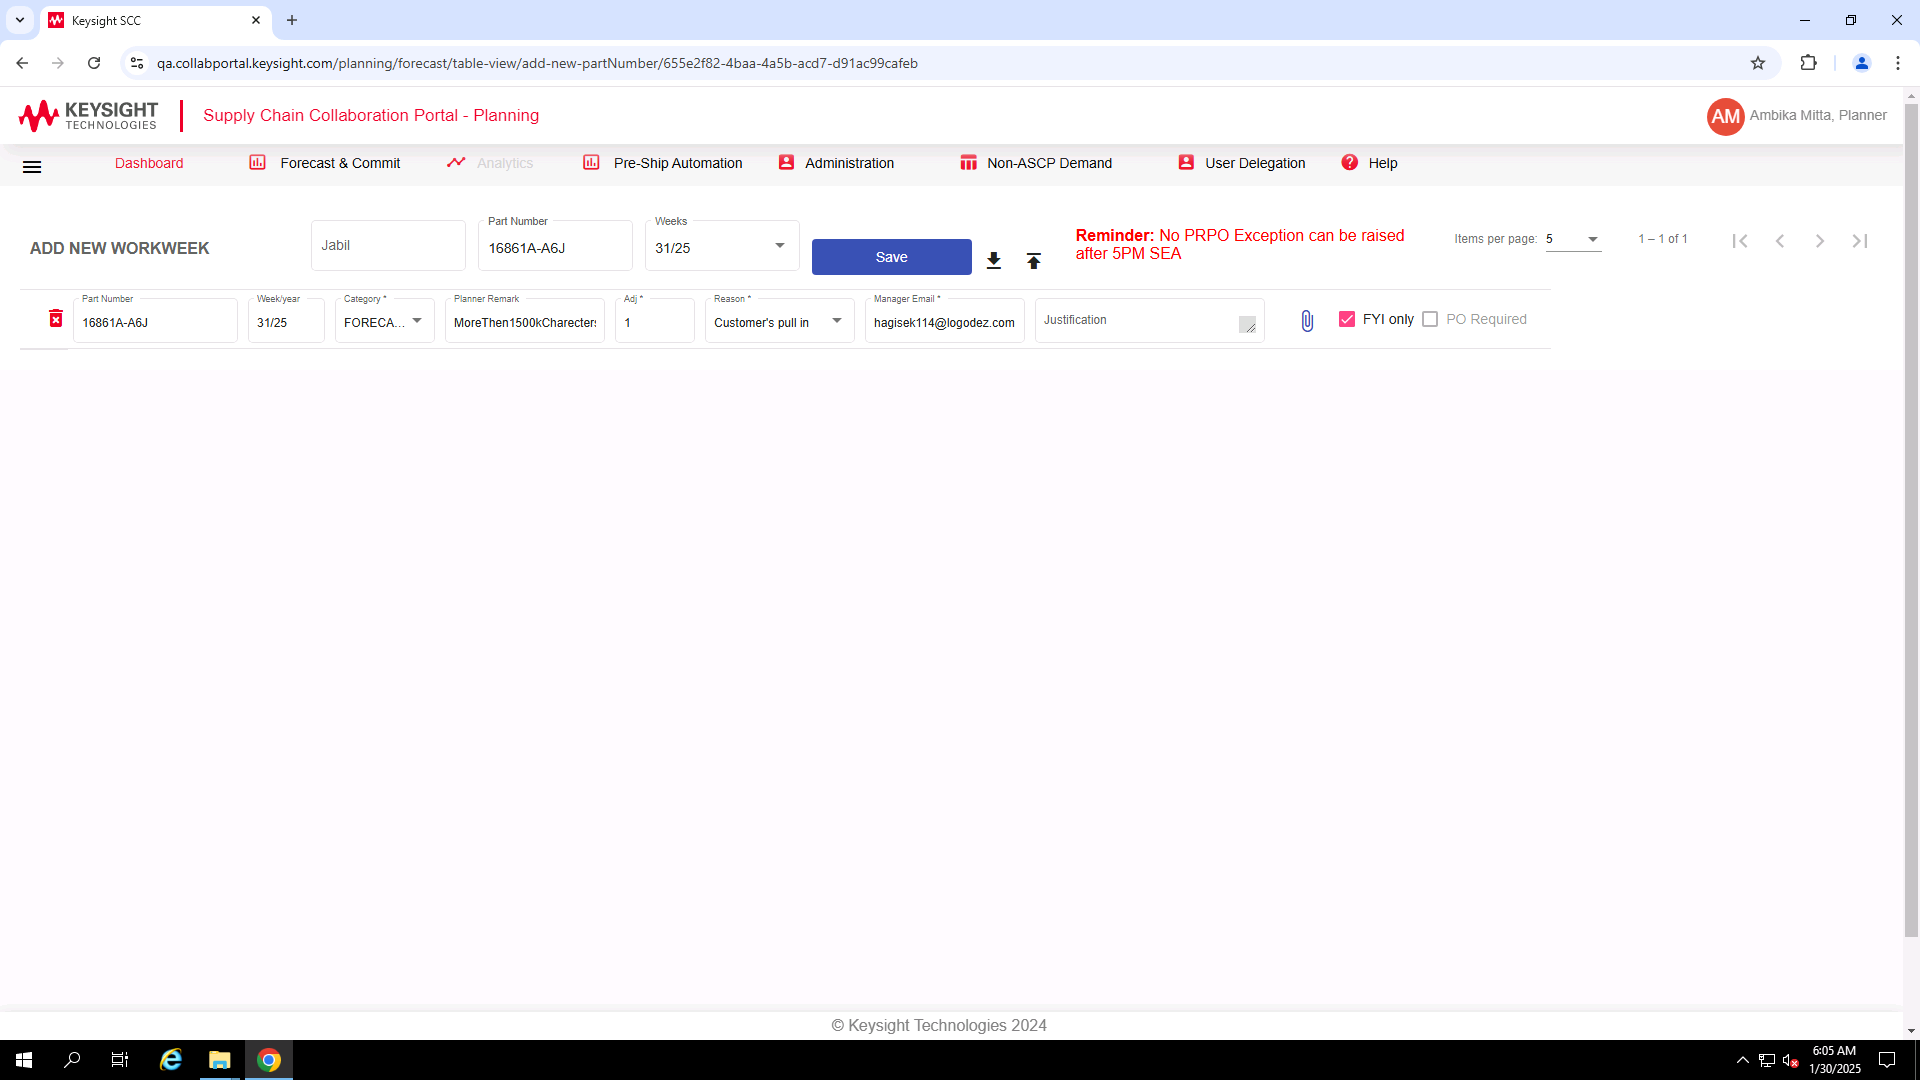 Keysight SCC
qa.collabportal.keysight.com/planning/forecast/table-view/add-new-partNumber/655e2f82-4baa-4a5b-acd7-d91ac99cafeb
KEYSIGHT
TECHNOLOGIES
Supply Chain Collaboration Portal - Planning
AM Ambika Mitta, Planner
Dashboard Forecast & Commit Analytics Pre-Ship Automation Administration Non-ASCP Demand User Delegation Help
ADD NEW WORKWEEK
Jabil
Part Number
16861A-A6J
Weeks
31/25
Save
Reminder: No PRPO Exception can be raised
after 5PM SEA
Items per page: 5
1 – 1 of 1
Part Number
16861A-A6J
Week/year
31/25
Category *
FORECA...
Planner Remark
MoreThen1500kCharecters
Adj *
1
Reason *
Customer's pull in
Manager Email *
hagisek114@logodez.com
Justification
FYI only
PO Required
© Keysight Technologies 2024
6:05 AM
1/30/2025